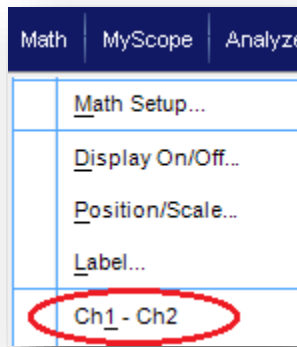 Math MyScope Analyze
Math Setup...
Display On/Off...
Position/Scale...
Label...
Ch1 - Ch2